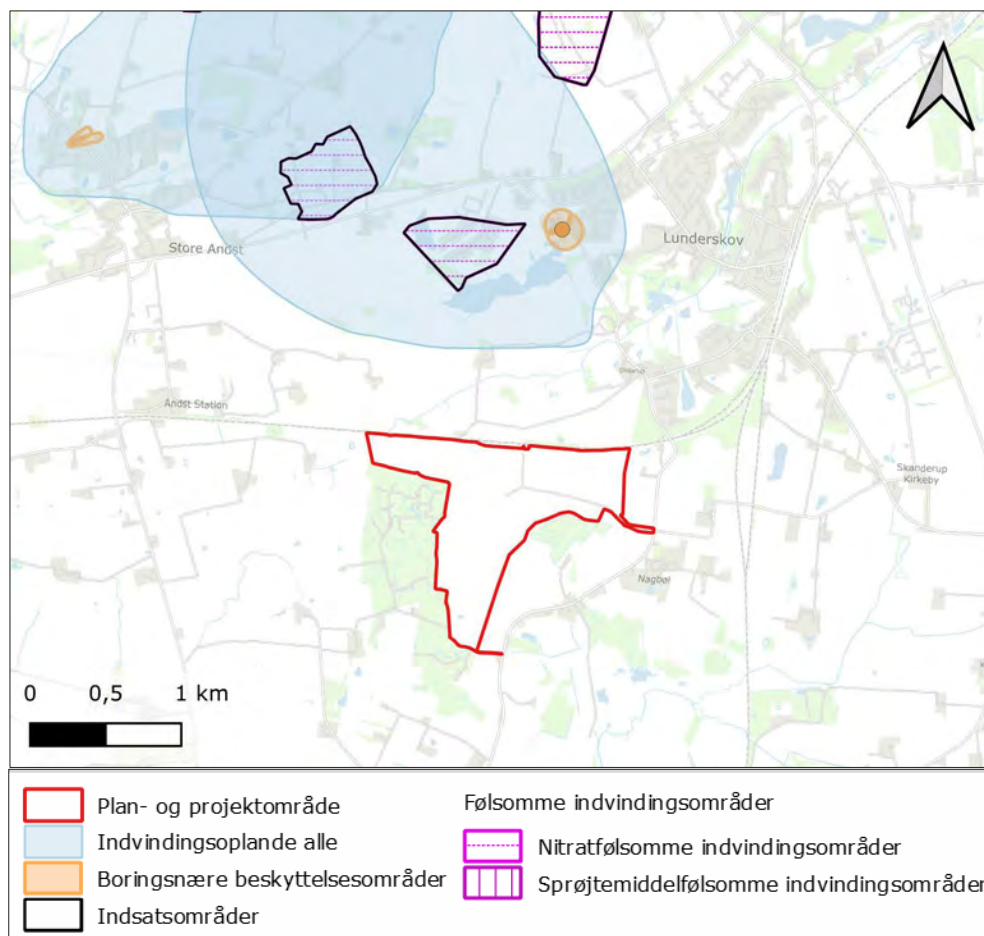 Lunderskov
Store Andst
Andst Station
Skanderup
Kirkeby
Nagbøl
0 0,5 1 km
Plan- og projektområde
Indvindingsoplande alle
Boringsnære beskyttelsesområder
Indsatsområder
Følsomme indvindingsområder
Nitratfølsomme indvindingsområder
Sprøjtemiddelfølsomme indvindingsområder